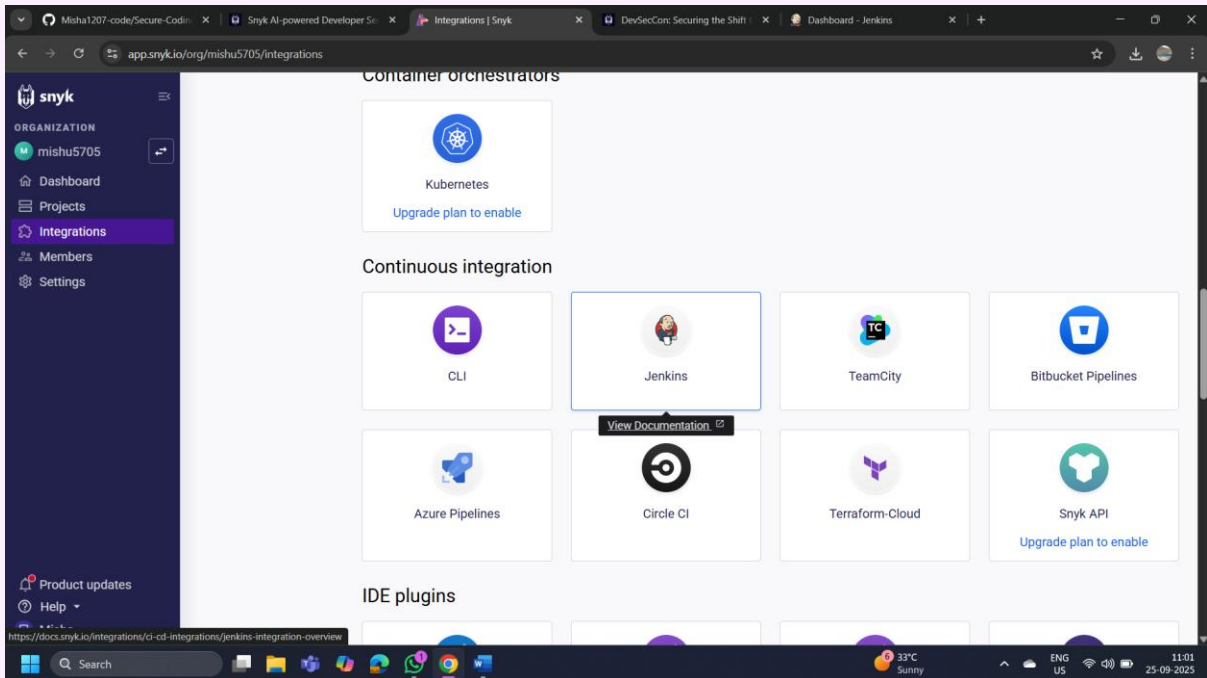 Misha1207-code/Secure-Codin
Snyk AI-powered Developer Se
Integrations | Snyk
DevSecCon: Securing the Shift
Dashboard - Jenkins
app.snyk.io/org/mishu5705/integrations
snyk
ORGANIZATION
M mishu5705
Dashboard
Projects
Integrations
Members
Settings
Product updates
Help
Container orchestrators
Kubernetes
Upgrade plan to enable
Continuous integration
CLI
Jenkins
TC
TeamCity
Bitbucket Pipelines
View Documentation
Azure Pipelines
Circle CI
Terraform-Cloud
Snyk API
Upgrade plan to enable
IDE plugins
https://docs.snyk.io/integrations/ci-cd-integrations/jenkins-integration-overview
Search
6
33°C
Sunny
ENG
US
11:01
25-09-2025